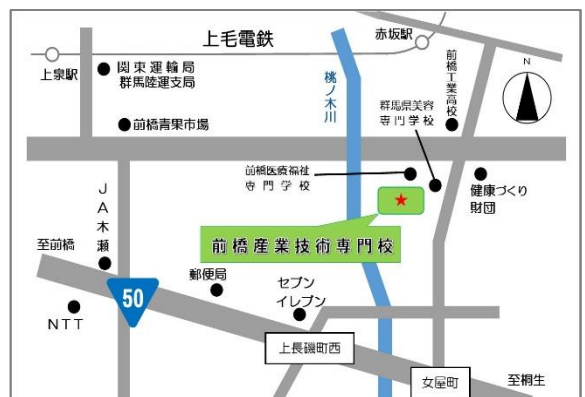 上毛電鉄
赤坂駅
上泉駅
関東運輸局
群馬陸運支局
桃ノ木川
前橋工業高校
N
群馬県美容
専門学校
前橋青果市場
前橋医療福祉
専門学校
健康づくり
財団
JA木瀬
前橋産業技術専門校
至前橋
郵便局
セブン
イレブン
50
NTT
上長磯町西
女屋町
至桐生